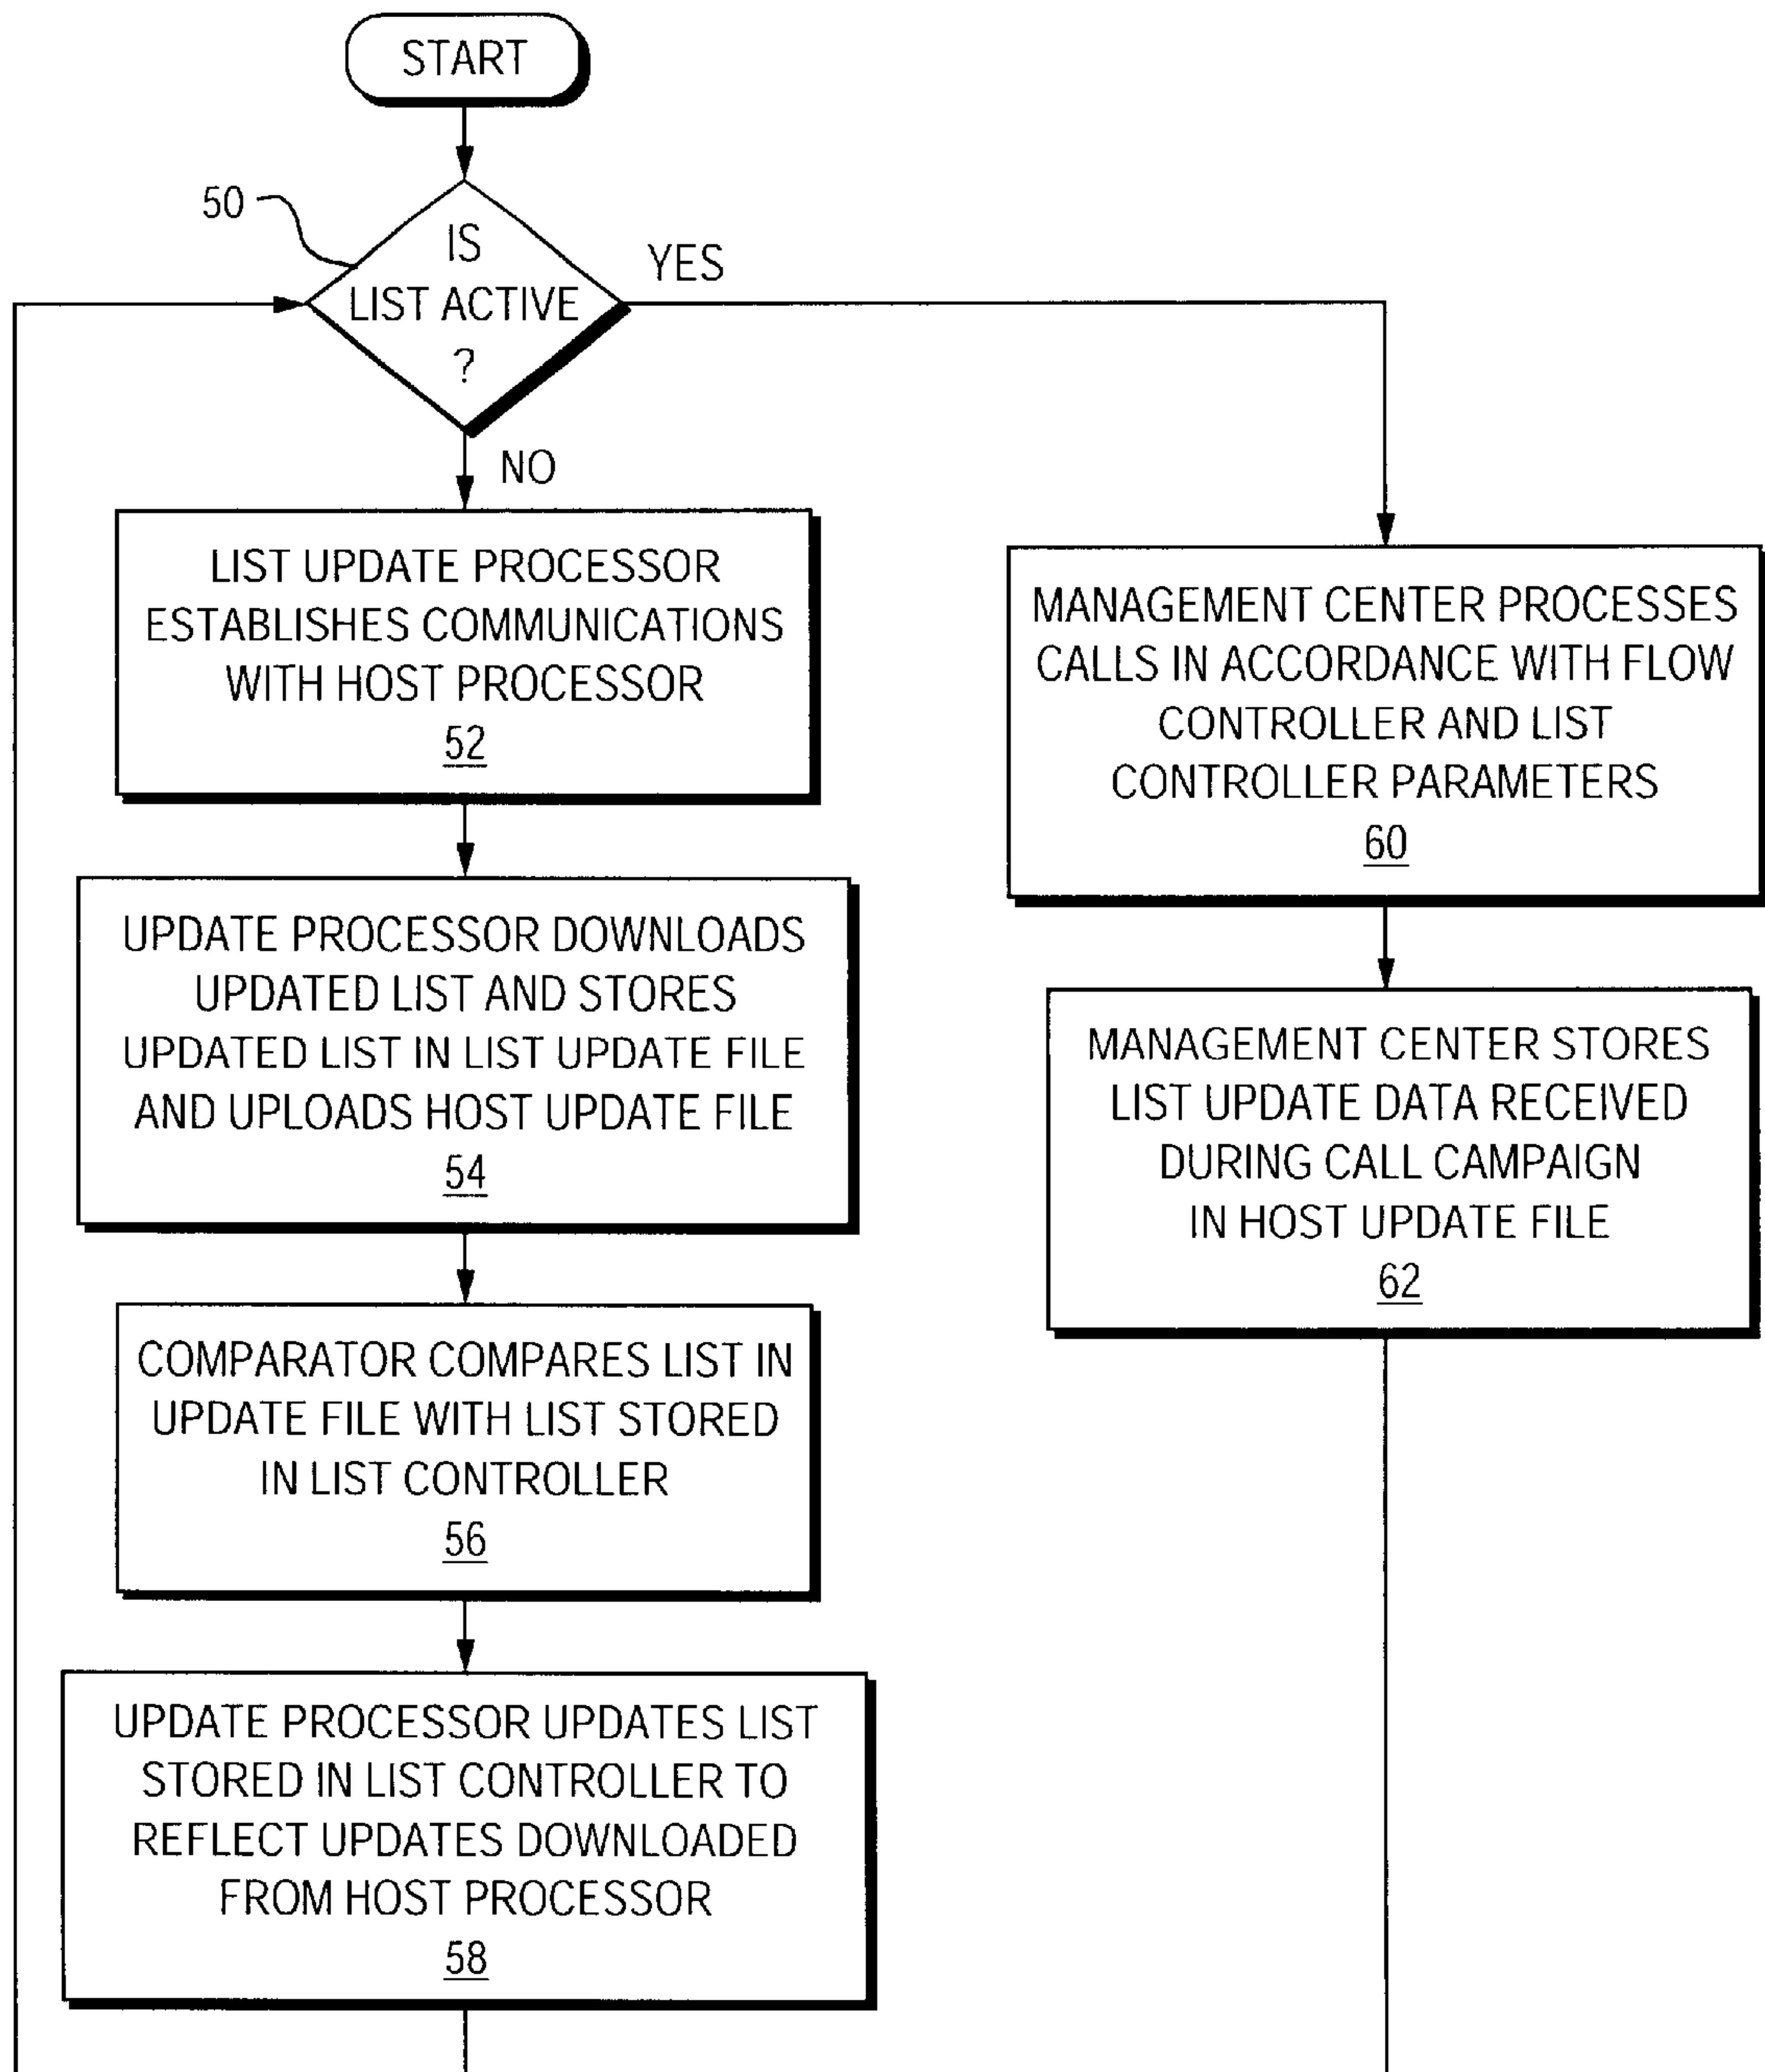 START
50
IS
LIST ACTIVE
?
YES
NO
LIST UPDATE PROCESSOR
ESTABLISHES COMMUNICATIONS
WITH HOST PROCESSOR
52
UPDATE PROCESSOR DOWNLOADS
UPDATED LIST AND STORES
UPDATED LIST IN LIST UPDATE FILE
AND UPLOADS HOST UPDATE FILE
54
COMPARATOR COMPARES LIST IN
UPDATE FILE WITH LIST STORED
IN LIST CONTROLLER
56
UPDATE PROCESSOR UPDATES LIST
STORED IN LIST CONTROLLER TO
REFLECT UPDATES DOWNLOADED
FROM HOST PROCESSOR
58
MANAGEMENT CENTER PROCESSES
CALLS IN ACCORDANCE WITH FLOW
CONTROLLER AND LIST
CONTROLLER PARAMETERS
60
MANAGEMENT CENTER STORES
LIST UPDATE DATA RECEIVED
DURING CALL CAMPAIGN
IN HOST UPDATE FILE
62